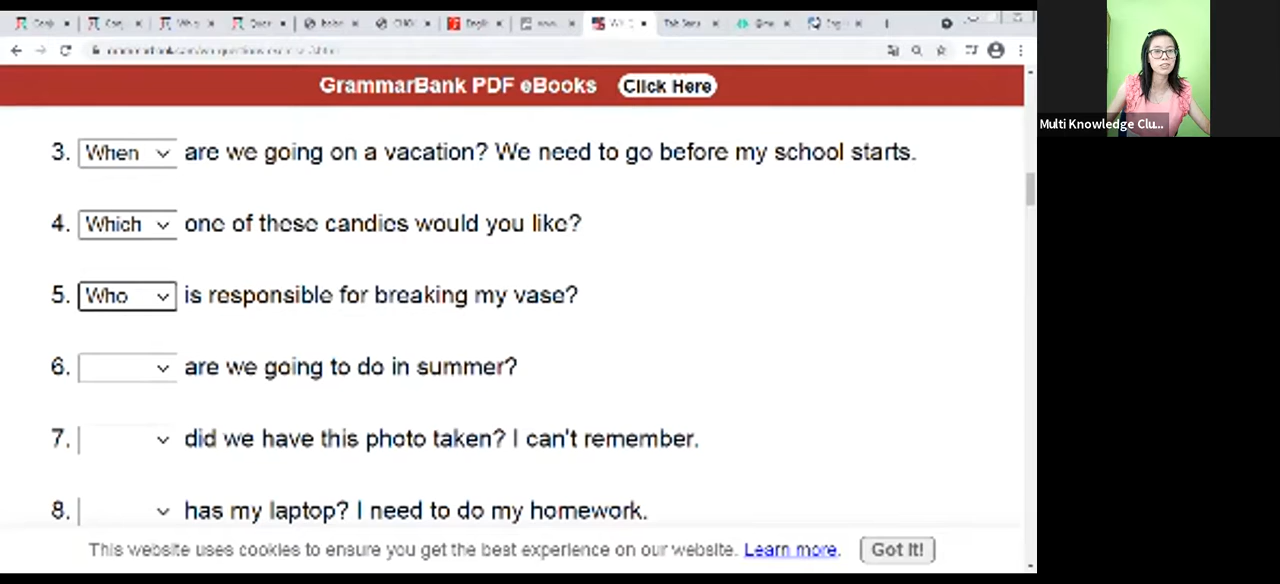 GrammarBank PDF eBooks Click Here
3. When are we going on a vacation? We need to go before my school starts.
4. Which one of these candies would you like?
5. Who is responsible for breaking my vase?
6. are we going to do in summer?
7. did we have this photo taken? I can't remember.
8. has my laptop? I need to do my homework.
This website uses cookies to ensure you get the best experience on our website. Learn more. Got It!
Multi Knowledge Clu...